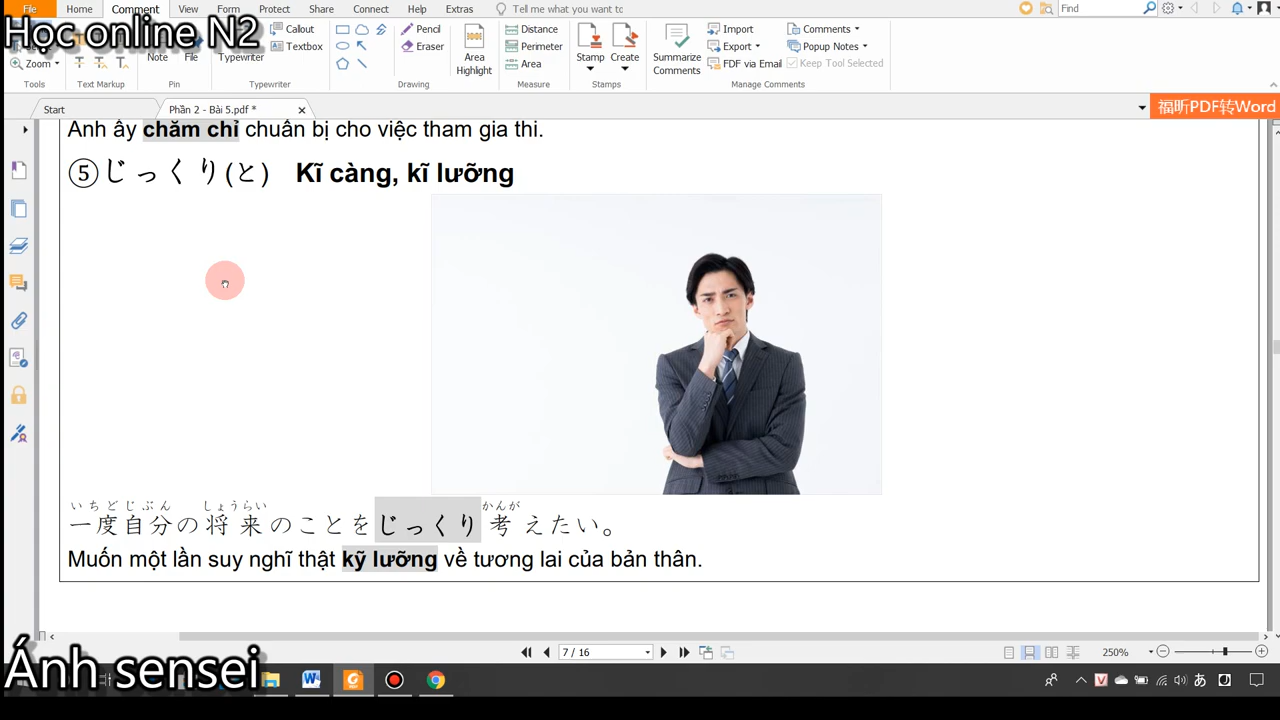 File Home Comment View Form Protect Share Connect Help Extras Tell me what you want tc Find
Học online N2
Callout Pencil Distance Import Comments
Textbox Eraser Perimeter Export Popup Notes
Zoom Note File Typewriter Area Highlight Area Stamp Create Summarize Comments FDF via Email Keep Tool Selected
Tools Text Markup Pin Typewriter Drawing Measure Stamps Manage Comments
Start Phần 2 - Bài 5.pdf * 福昕PDF转Word
Anh ấy chăm chỉ chuẩn bị cho việc tham gia thi.
⑤じっくり(と) Kĩ càng, kĩ lưỡng
いちどじぶん しょうらい かんが
一度自分の将来のことをじっくり考えたい。
Muốn một lần suy nghĩ thật kỹ lưỡng về tương lai của bản thân.
7 / 16 250%
Ánh sensei